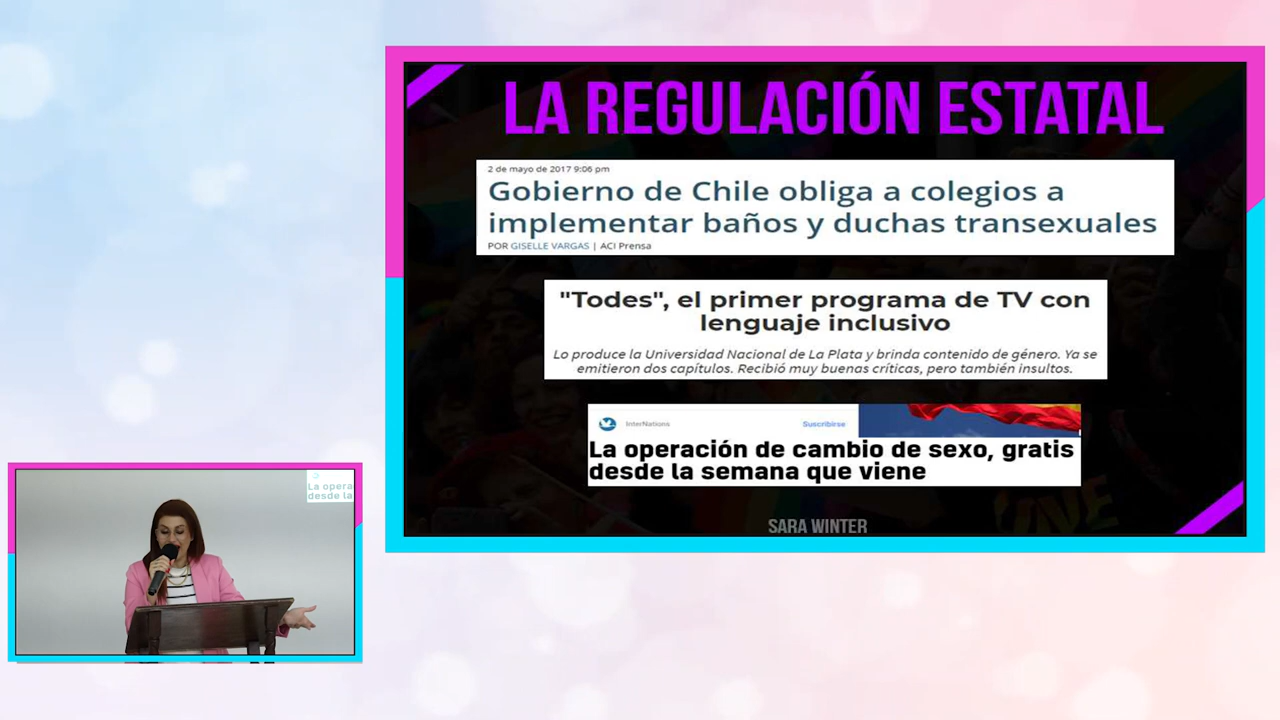 LA REGULACIÓN ESTATAL
2 de mayo de 2017 9:06 pm
Gobierno de Chile obliga a colegios a
implementar baños y duchas transexuales
POR GISELLE VARGAS | ACI Prensa
"Todes", el primer programa de TV con
lenguaje inclusivo
Lo produce la Universidad Nacional de La Plata y brinda contenido de género. Ya se
emitieron dos capítulos. Recibió muy buenas críticas, pero también insultos.
InterNations
Suscribirse
La operación de cambio de sexo, gratis
desde la semana que viene
SARA WINTER
La opera
desde la